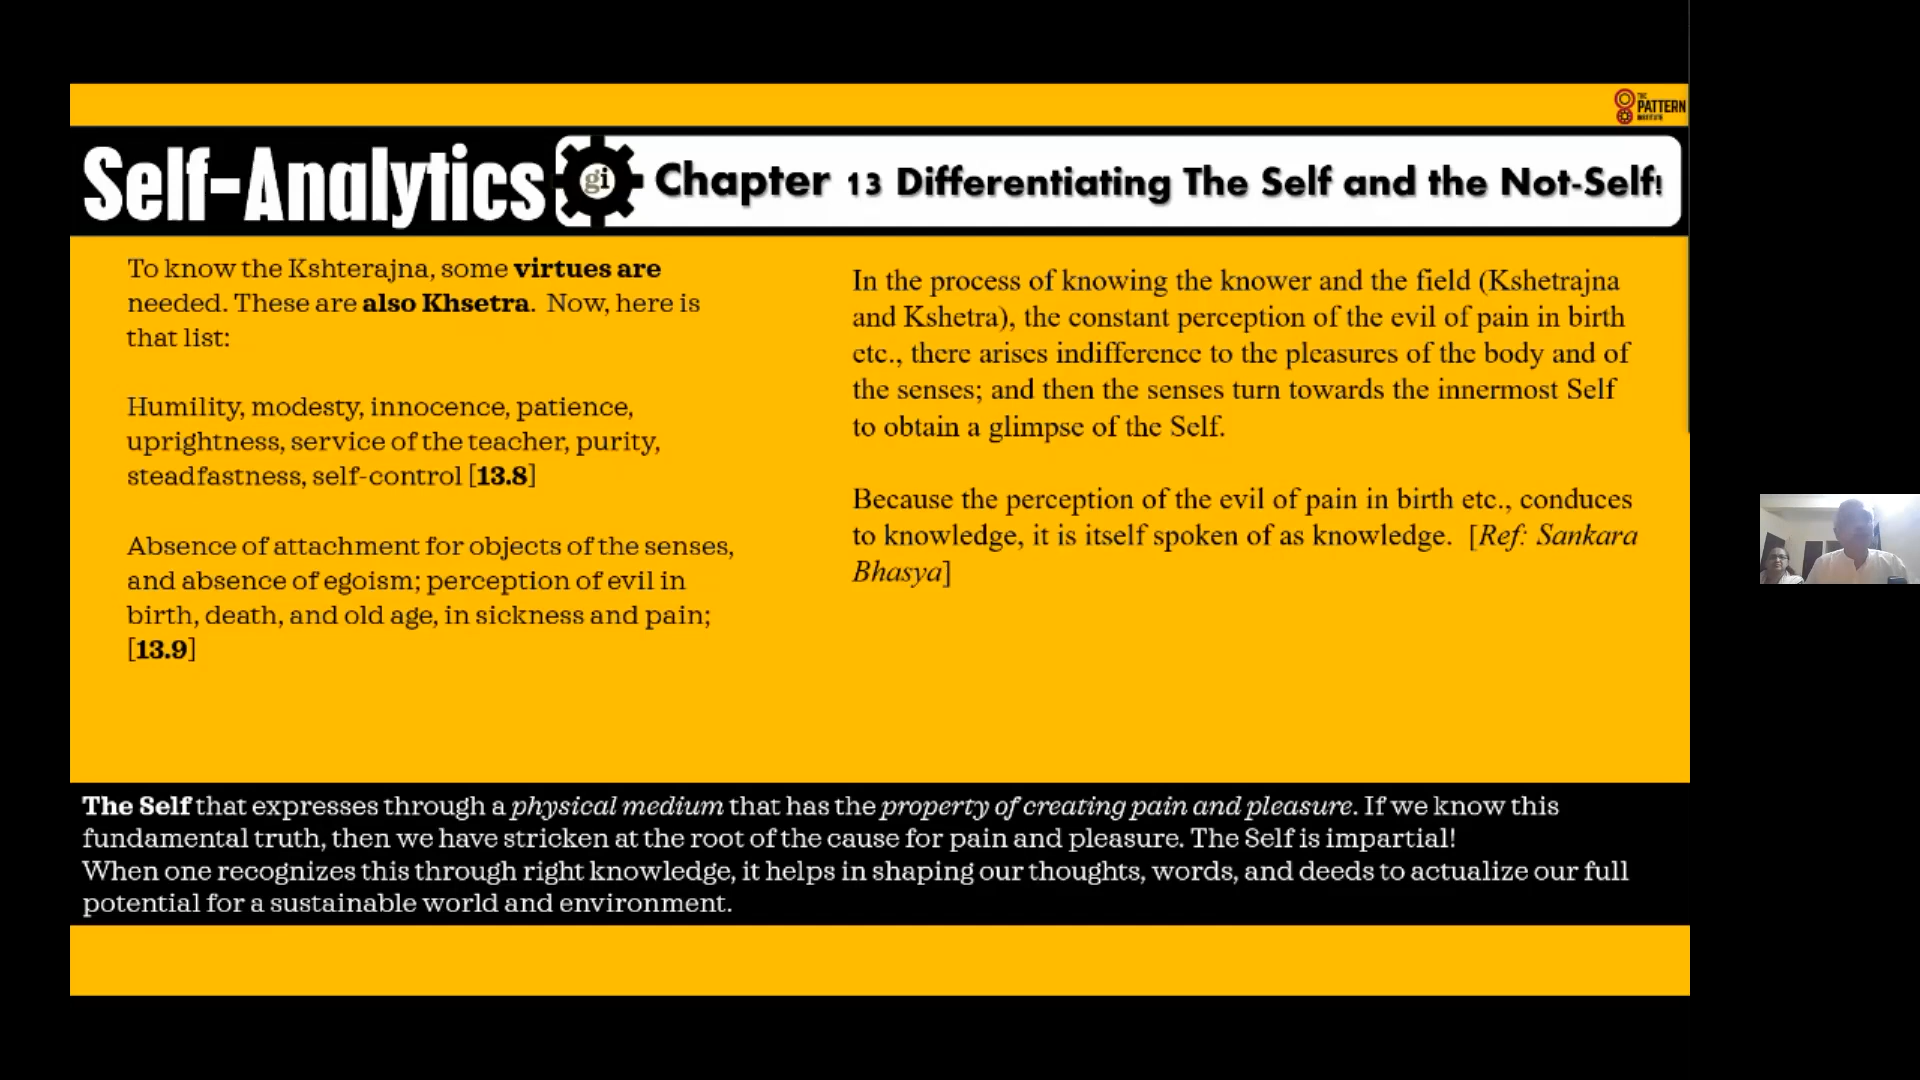 THE
PATTERN
INSTITUTE
Self-Analytics
gi
Chapter 13 Differentiating The Self and the Not-Self!
To know the Kshterajna, some virtues are
needed. These are also Khsetra. Now, here is
that list:
Humility, modesty, innocence, patience,
uprightness, service of the teacher, purity,
steadfastness, self-control [13.8]
Absence of attachment for objects of the senses,
and absence of egoism; perception of evil in
birth, death, and old age, in sickness and pain;
[13.9]
In the process of knowing the knower and the field (Kshetrajna
and Kshetra), the constant perception of the evil of pain in birth
etc., there arises indifference to the pleasures of the body and of
the senses; and then the senses turn towards the innermost Self
to obtain a glimpse of the Self.
Because the perception of the evil of pain in birth etc., conduces
to knowledge, it is itself spoken of as knowledge. [Ref: Sankara
Bhasya]
The Self that expresses through a physical medium that has the property of creating pain and pleasure. If we know this
fundamental truth, then we have stricken at the root of the cause for pain and pleasure. The Self is impartial!
When one recognizes this through right knowledge, it helps in shaping our thoughts, words, and deeds to actualize our full
potential for a sustainable world and environment.